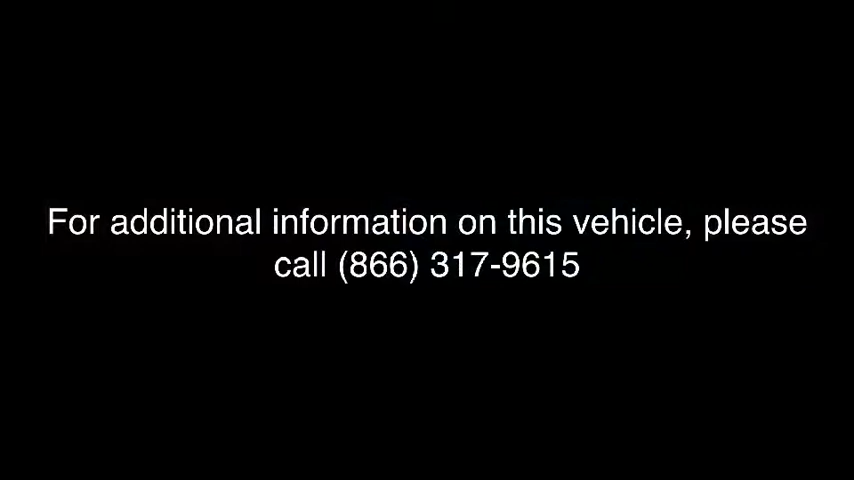 For additional information on this vehicle, please
call (866) 317-9615